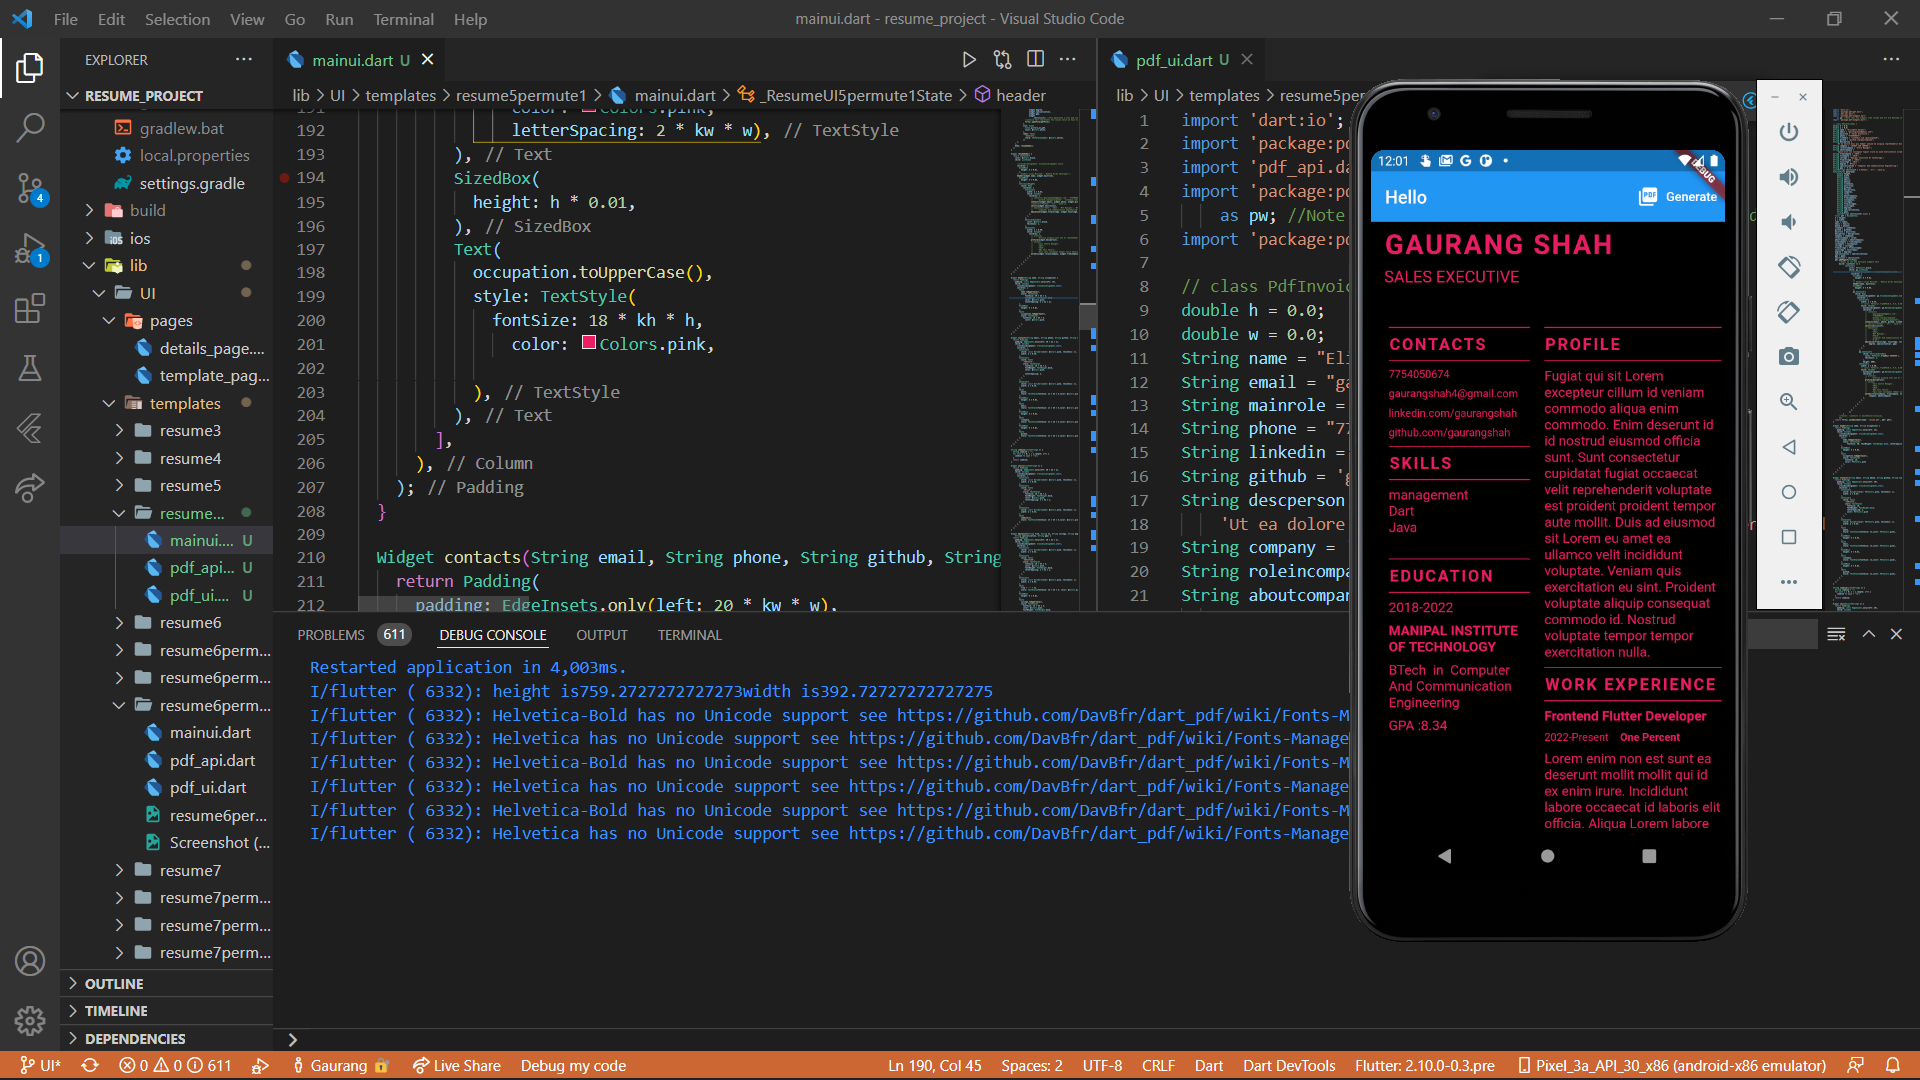 File Edit Selection View Go Run Terminal Help
mainui.dart - resume_project - Visual Studio Code
EXPLORER
RESUME_PROJECT
gradlew.bat
local.properties
settings.gradle
build
ios
lib
UI
pages
details_page....
template_pag...
templates
resume3
resume4
resume5
resume...
mainui.... U
pdf_api... U
pdf_ui.... U
resume6
resume6perm...
resume6perm...
resume6perm...
mainui.dart
pdf_api.dart
pdf_ui.dart
resume6per...
Screenshot (...
resume7
resume7perm...
resume7perm...
resume7perm...
OUTLINE
TIMELINE
DEPENDENCIES
4
1
mainui.dart U
lib > UI > templates > resume5permute1 > mainui.dart > _ResumeUI5permute1State > header
191 color: Colors.pink,
192 letterSpacing: 2 * kw * w), // TextStyle
193 ), // Text
194 SizedBox(
195 height: h * 0.01,
196 ), // SizedBox
197 Text(
198 occupation.toUpperCase(),
199 style: TextStyle(
200 fontSize: 18 * kh * h,
201 color: Colors.pink,
202
203 ), // TextStyle
204 ), // Text
205 ],
206 ), // Column
207 ); // Padding
208 }
209
210 Widget contacts(String email, String phone, String github, String
211 return Padding(
212 padding: EdgeInsets.only(left: 20 * kw * w),
pdf_ui.dart U
lib > UI > templates > resume5per
1 import 'dart:io';
2 import 'package:pd
3 import 'pdf_api.da
4 import 'package:pd
5 as pw; //Note
6 import 'package:pd
7
8 // class PdfInvoic
9 double h = 0.0;
10 double w = 0.0;
11 String name = "Eli
12 String email = "ga
13 String mainrole =
14 String phone = "77
15 String linkedin =
16 String github = 'g
17 String descperson
18 'Ut ea dolore
19 String company =
20 String roleincompa
21 String aboutcompan
PROBLEMS 611 DEBUG CONSOLE OUTPUT TERMINAL
Restarted application in 4,003ms.
I/flutter ( 6332): height is759.2727272727273width is392.72727272727275
I/flutter ( 6332): Helvetica-Bold has no Unicode support see https://github.com/DavBfr/dart_pdf/wiki/Fonts-M
I/flutter ( 6332): Helvetica has no Unicode support see https://github.com/DavBfr/dart_pdf/wiki/Fonts-Manage
I/flutter ( 6332): Helvetica-Bold has no Unicode support see https://github.com/DavBfr/dart_pdf/wiki/Fonts-M
I/flutter ( 6332): Helvetica has no Unicode support see https://github.com/DavBfr/dart_pdf/wiki/Fonts-Manage
I/flutter ( 6332): Helvetica-Bold has no Unicode support see https://github.com/DavBfr/dart_pdf/wiki/Fonts-M
I/flutter ( 6332): Helvetica has no Unicode support see https://github.com/DavBfr/dart_pdf/wiki/Fonts-Manage
12:01
DEBUG
Hello
PDF Generate
GAURANG SHAH
SALES EXECUTIVE
CONTACTS
7754050674
gaurangshah4@gmail.com
linkedin.com/gaurangshah
github.com/gaurangshah
SKILLS
management
Dart
Java
EDUCATION
2018-2022
MANIPAL INSTITUTE
OF TECHNOLOGY
BTech in Computer
And Communication
Engineering
GPA :8.34
PROFILE
Fugiat qui sit Lorem
excepteur cillum id veniam
commodo aliqua enim
commodo. Enim deserunt id
id nostrud eiusmod officia
sunt. Sunt consectetur
cupidatat fugiat occaecat
velit reprehenderit voluptate
est proident proident tempor
aute mollit. Duis ad eiusmod
sit Lorem eu amet ea
ullamco velit incididunt
voluptate. Veniam quis
exercitation eu sint. Proident
voluptate aliquip consequat
commodo id. Nostrud
voluptate tempor tempor
exercitation nulla.
WORK EXPERIENCE
Frontend Flutter Developer
2022-Present One Percent
Lorem enim non est sunt ea
deserunt mollit mollit qui id
ex enim irure. Incididunt
labore occaecat id laboris elit
officia. Aliqua Lorem labore
UI* 0 0 611 Gaurang Live Share Debug my code
Ln 190, Col 45 Spaces: 2 UTF-8 CRLF Dart Dart DevTools Flutter: 2.10.0-0.3.pre Pixel_3a_API_30_x86 (android-x86 emulator)